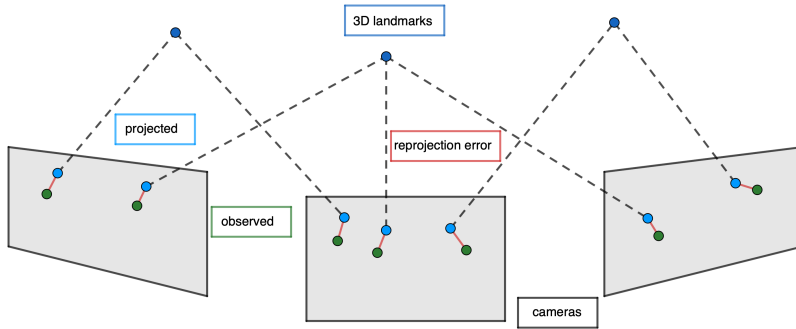 3D landmarks
projected
reprojection error
observed
cameras